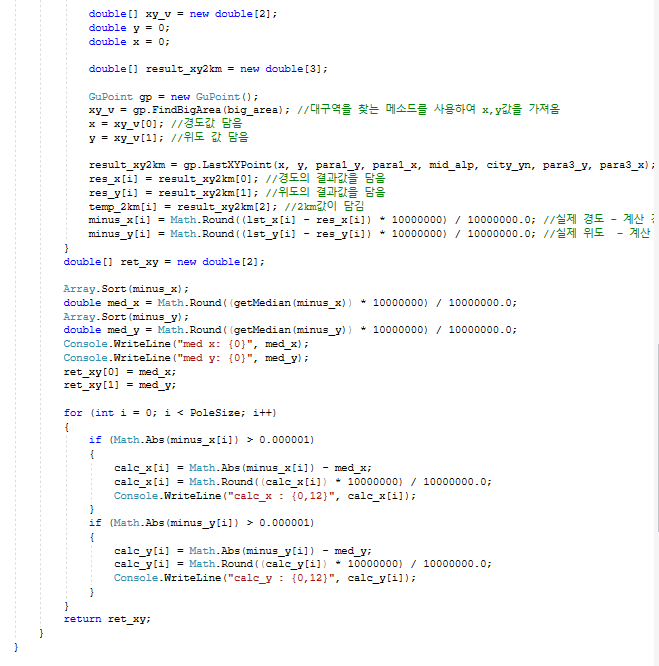 double[] xy_v = new double[2];
double y = 0;
double x = 0;
double[] result_xy2km = new double[3];
GuPoint gp = new GuPoint();
xy_v = gp.FindBigArea(big_area); //대구역을 찾는 메소드를 사용하여 x,y값을 가져옴
x = xy_v[0]; //경도값 담음
y = xy_v[1]; //위도 값 담음
result_xy2km = gp.LastXYPoint(x, y, para1_y, para1_x, mid_alp, city_yn, para3_y, para3_x);
res_x[i] = result_xy2km[0]; //경도의 결과값을 담음
res_y[i] = result_xy2km[1]; //위도의 결과값을 담음
temp_2km[i] = result_xy2km[2]; //2km값이 담김
minus_x[i] = Math.Round((lst_x[i] - res_x[i]) * 10000000) / 10000000.0; //실제 경도 - 계산
minus_y[i] = Math.Round((lst_y[i] - res_y[i]) * 10000000) / 10000000.0; //실제 위도  - 계산
}
double[] ret_xy = new double[2];
Array.Sort(minus_x);
double med_x = Math.Round((getMedian(minus_x)) * 10000000) / 10000000.0;
Array.Sort(minus_y);
double med_y = Math.Round((getMedian(minus_y)) * 10000000) / 10000000.0;
Console.WriteLine("med x: {0}", med_x);
Console.WriteLine("med y: {0}", med_y);
ret_xy[0] = med_x;
ret_xy[1] = med_y;
for (int i = 0; i < PoleSize; i++)
{
if (Math.Abs(minus_x[i]) > 0.000001)
{
calc_x[i] = Math.Abs(minus_x[i]) - med_x;
calc_x[i] = Math.Round((calc_x[i]) * 10000000) / 10000000.0;
Console.WriteLine("calc_x : {0,12}", calc_x[i]);
}
if (Math.Abs(minus_y[i]) > 0.000001)
{
calc_y[i] = Math.Abs(minus_y[i]) - med_y;
calc_y[i] = Math.Round((calc_y[i]) * 10000000) / 10000000.0;
Console.WriteLine("calc_y : {0,12}", calc_y[i]);
}
}
return ret_xy;
}
}